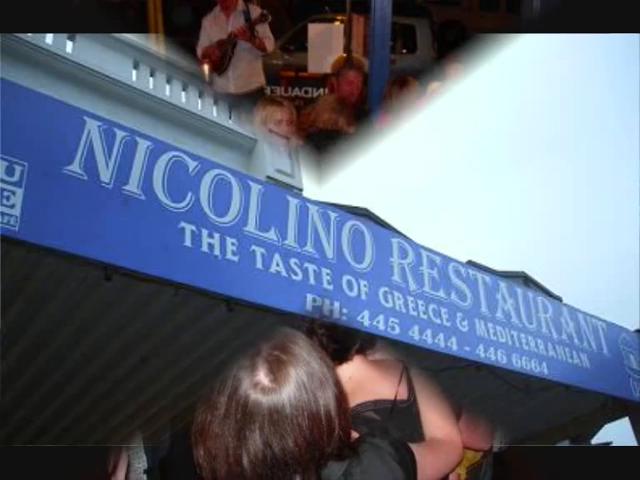 NICOLINO RESTAURANT
THE TASTE OF GREECE & MEDITERRANEAN
PH: 445 4444 - 446 6664